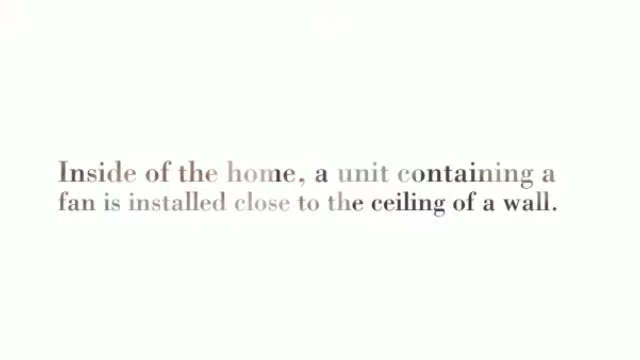 Inside of the home, a unit containing a
fan is installed close to the ceiling of a wall.